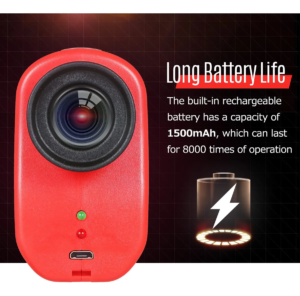 Long Battery Life
The built-in rechargeable
battery has a capacity of
1500mAh, which can last
for 8000 times of operation